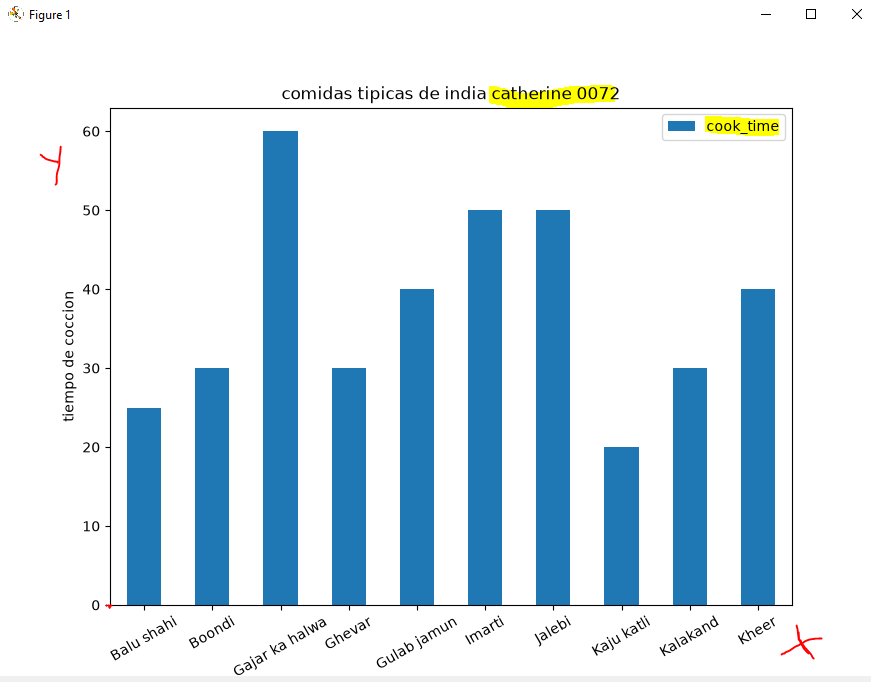 Figure 1
comidas tipicas de india catherine 0072
cook_time
Y
60
50
40
30
20
10
0
tiempo de coccion
Balu shahi
Boondi
Gajar ka halwa
Ghevar
Gulab jamun
Imarti
Jalebi
Kaju katli
Kalakand
Kheer
X